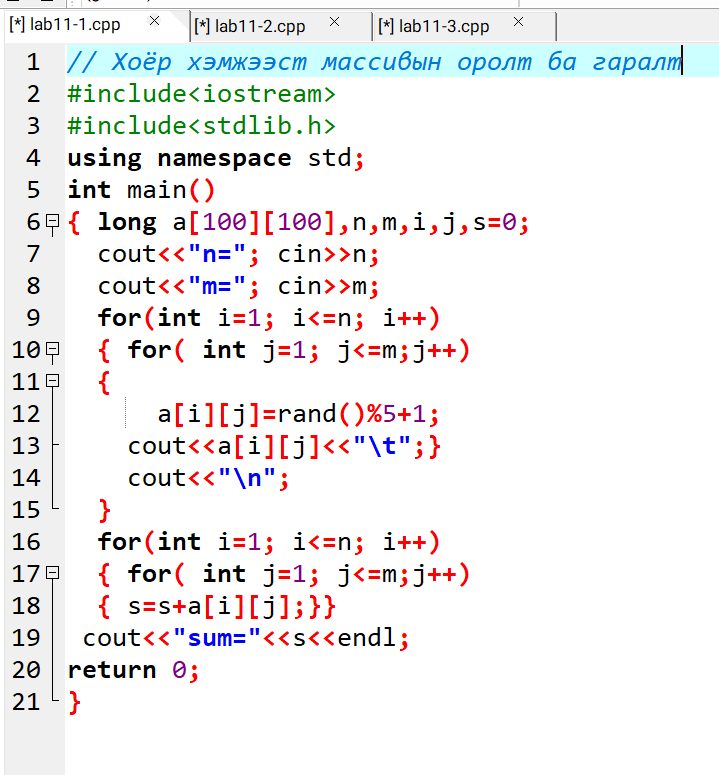 [*] lab11-1.cpp × [*] lab11-2.cpp × [*] lab11-3.cpp ×
1 // Хоёр хэмжээст массивын оролт ба гаралт
2 #include<iostream>
3 #include<stdlib.h>
4 using namespace std;
5 int main()
6 { long a[100][100],n,m,i,j,s=0;
7 cout<<"n="; cin>>n;
8 cout<<"m="; cin>>m;
9 for(int i=1; i<=n; i++)
10 { for( int j=1; j<=m;j++)
11 {
12 a[i][j]=rand()%5+1;
13 cout<<a[i][j]<<"\t";}
14 cout<<"\n";
15 }
16 for(int i=1; i<=n; i++)
17 { for( int j=1; j<=m;j++)
18 { s=s+a[i][j];}}
19 cout<<"sum="<<s<<endl;
20 return 0;
21 }